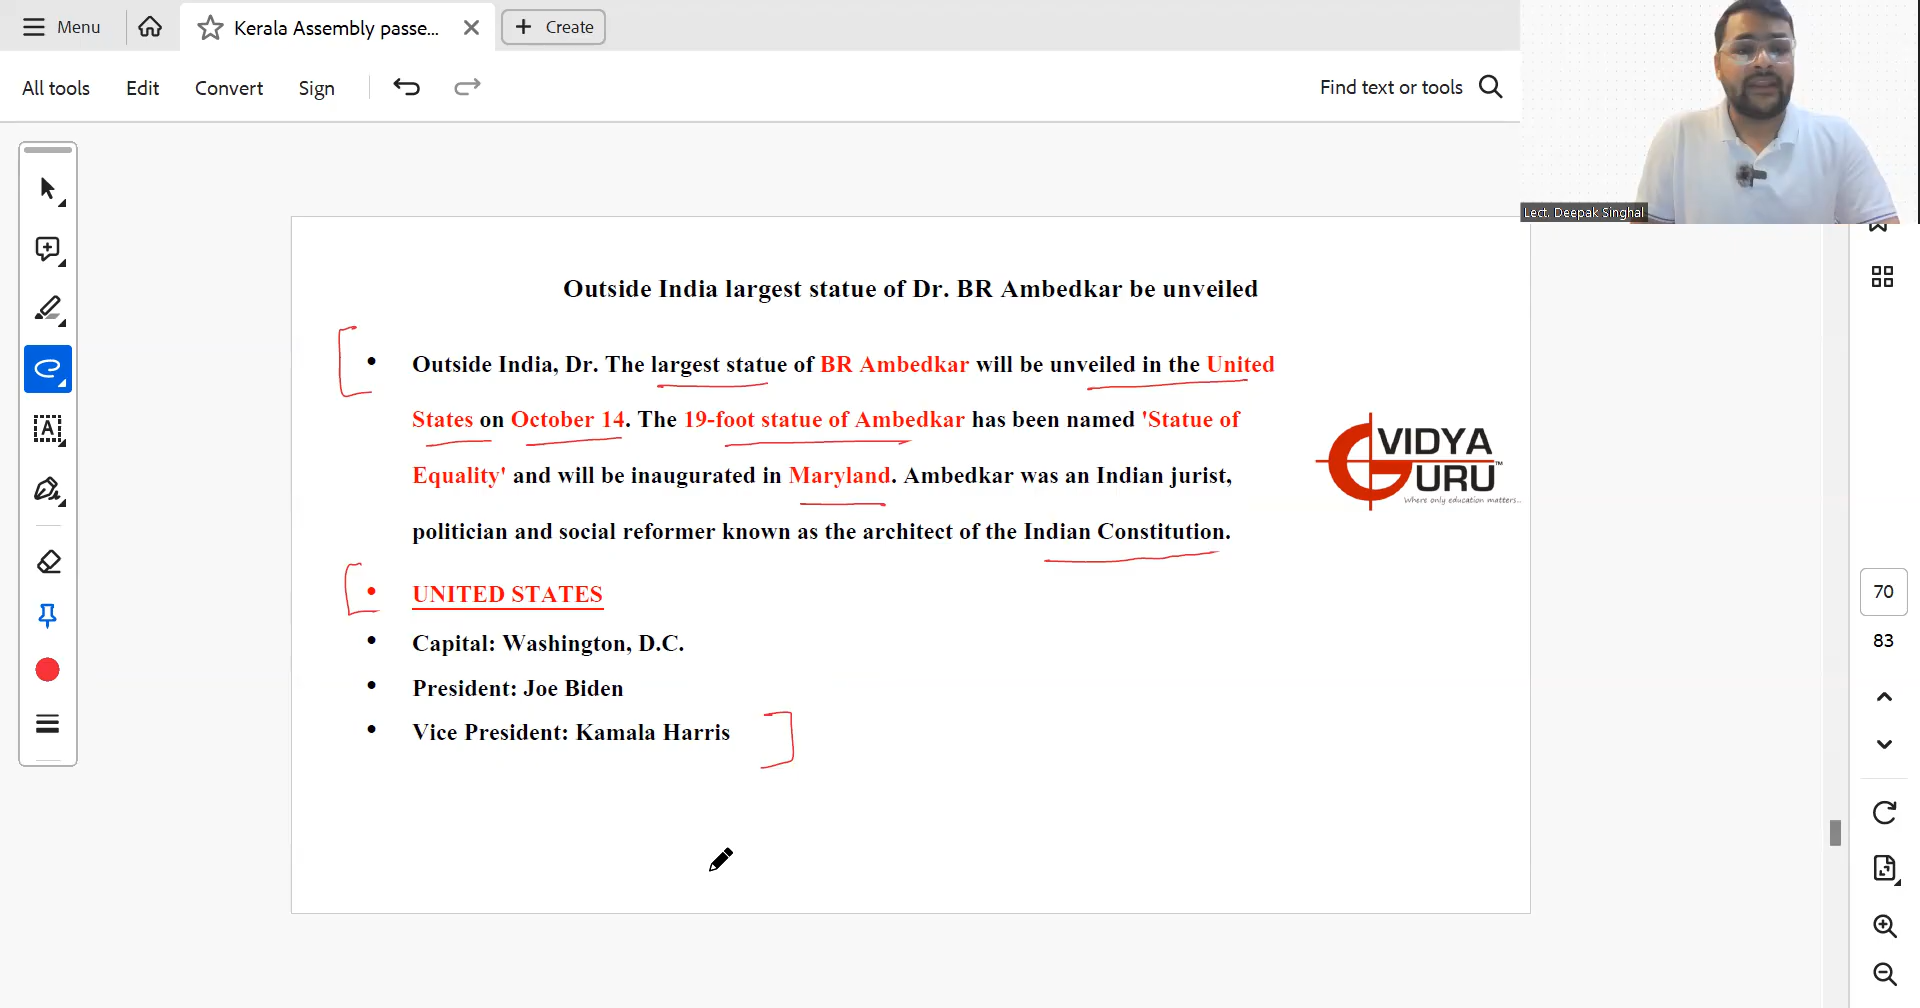 Menu
Kerala Assembly passe...
Create
All tools
Edit
Convert
Sign
Find text or tools
Lect. Deepak Singhal
Outside India largest statue of Dr. BR Ambedkar be unveiled
• Outside India, Dr. The largest statue of BR Ambedkar will be unveiled in the United
States on October 14. The 19-foot statue of Ambedkar has been named 'Statue of
Equality' and will be inaugurated in Maryland. Ambedkar was an Indian jurist,
politician and social reformer known as the architect of the Indian Constitution.
• UNITED STATES
• Capital: Washington, D.C.
• President: Joe Biden
• Vice President: Kamala Harris
VIDYA
GURU™
Where only education matters...
70
83